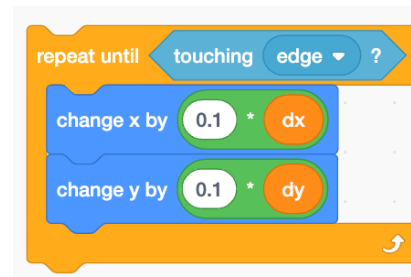 repeat until touching edge ?
change x by 0.1 * dx
change y by 0.1 * dy